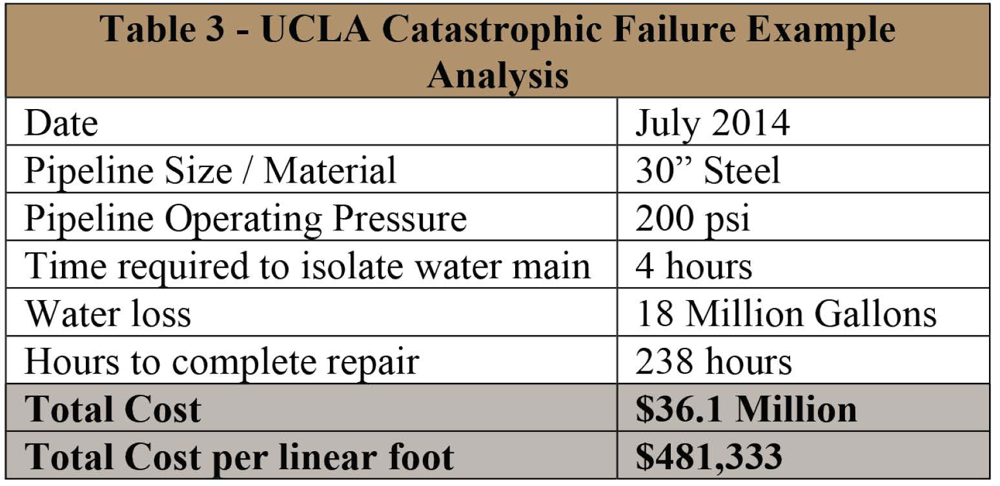 Table 3 - UCLA Catastrophic Failure Example
Analysis
Date July 2014
Pipeline Size / Material 30” Steel
Pipeline Operating Pressure 200 psi
Time required to isolate water main 4 hours
Water loss 18 Million Gallons
Hours to complete repair 238 hours
Total Cost $36.1 Million
Total Cost per linear foot $481,333